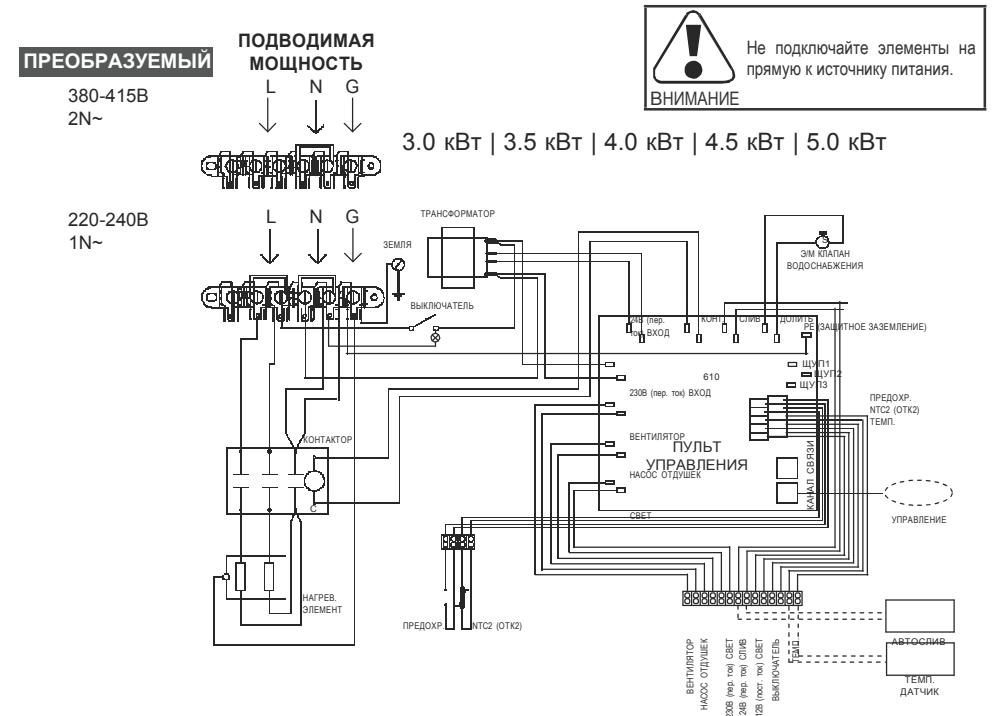 ПРЕОБРАЗУЕМЫЙ
ПОДВОДИМАЯ
МОЩНОСТЬ
380-415В
2N~
L N G
Не подключайте элементы на
прямую к источнику питания.
ВНИМАНИЕ
3.0 кВт | 3.5 кВт | 4.0 кВт | 4.5 кВт | 5.0 кВт
220-240В
1N~
L N G
ТРАНСФОРМАТОР
ЗЕМЛЯ
ВЫКЛЮЧАТЕЛЬ
S
Э/М КЛАПАН
ВОДОСНАБЖЕНИЯ
24В (пер.
ток) ВХОД
КОНТ.
СЛИВ
ДОЛИТЬ
PE (ЗАЩИТНОЕ ЗАЗЕМЛЕНИЕ)
ЩУП1
ЩУП2
ЩУП3
610
230В (пер. ток) ВХОД
ПРЕДОХР.
NTC2 (ОТК2)
ТЕМП.
ВЕНТИЛЯТОР
ПУЛЬТ
УПРАВЛЕНИЯ
НАСОС ОТДУШЕК
КАНАЛ СВЯЗИ
СВЕТ
УПРАВЛЕНИЕ
КОНТАКТОР
C
НАГРЕВ.
ЭЛЕМЕНТ
ПРЕДОХР.
NTC2 (ОТК2)
ВЕНТИЛЯТОР
НАСОС ОТДУШЕК
230В (пер. ток) СВЕТ
24В (пер. ток) СЛИВ
12В (пост. ток) СВЕТ
ВЫКЛЮЧАТЕЛЬ
ТЕМП.
АВТОСЛИВ
ТЕМП.
ДАТЧИК